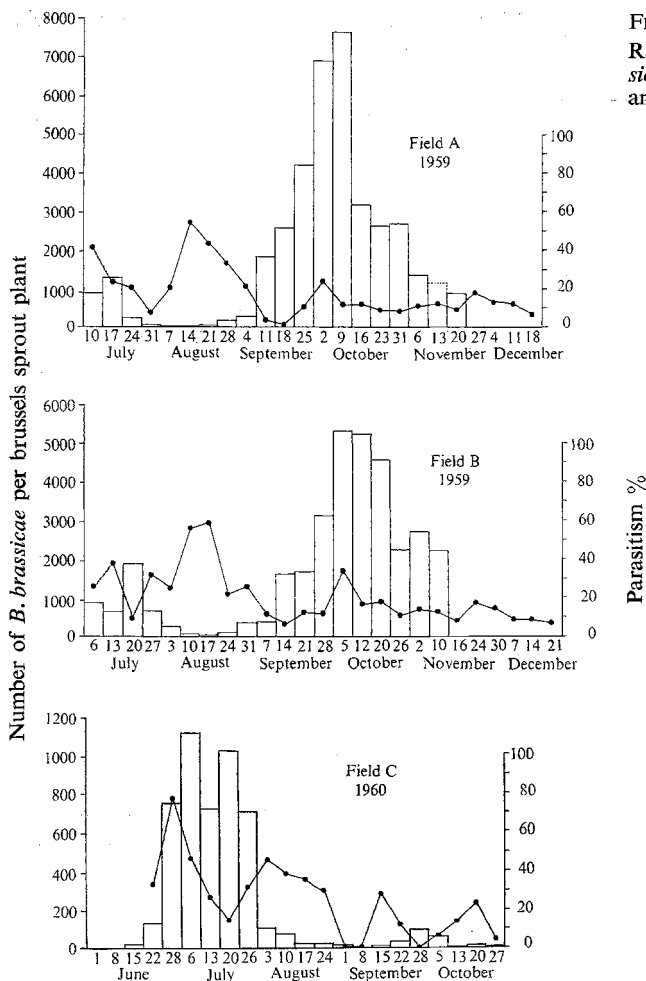 Fr
R
sic
an
Number of B. brassicae per brussels sprout plant
Parasitism %
8000
7000
6000
5000
4000
3000
2000
1000
0
Field A
1959
100
80
60
40
20
0
10 17 24 31 7 14 21 28 4 11 18 25 2 9 16 23 31 6 13 20 27 4 11 18
July August September October November December
6000
5000
4000
3000
2000
1000
0
Field B
1959
100
80
60
40
20
0
6 13 20 27 3 10 17 24 31 7 14 21 28 5 12 20 26 2 10 16 24 30 7 14 21
July August September October November December
1200
1000
800
600
400
200
0
Field C
1960
100
80
60
40
20
0
1 8 15 22 28 6 13 20 26 3 10 17 24 1 8 15 22 28 5 13 20 27
June July August September October